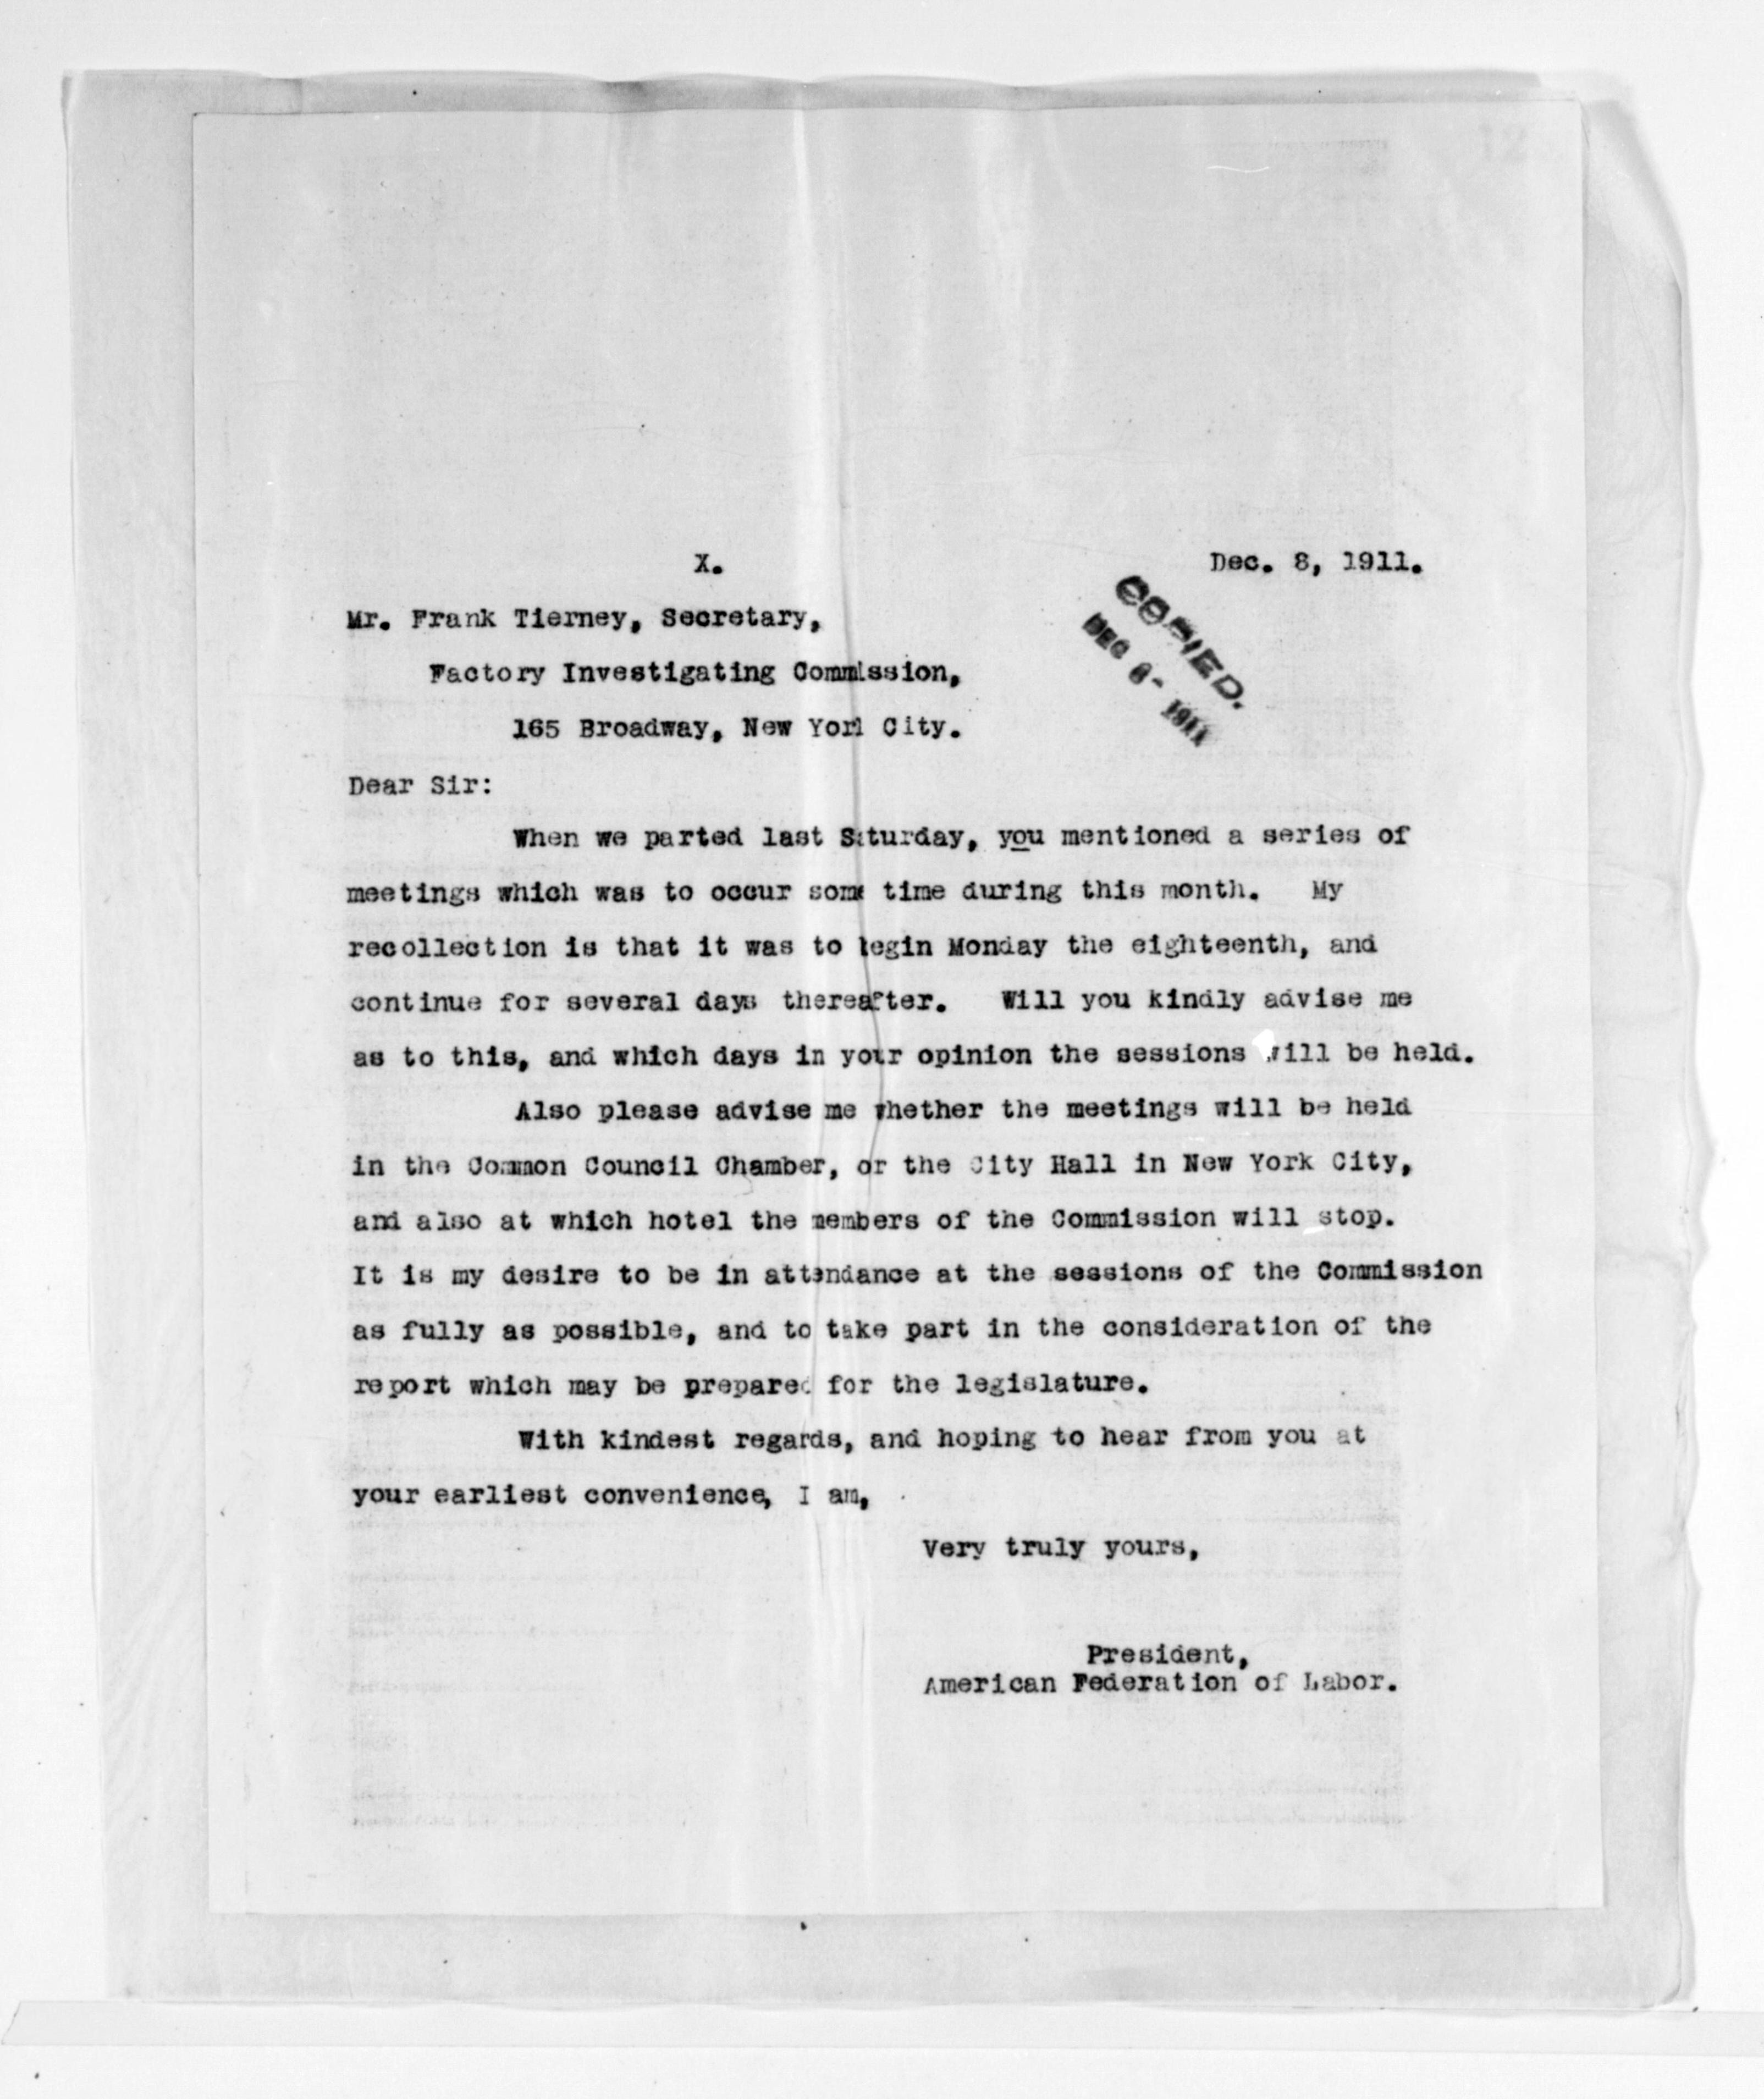 X. Dec. 8, 1911.
COPIED.
DEC 8- 1911
Mr. Frank Tierney, Secretary,
Factory Investigating Commission,
165 Broadway, New York City.
Dear Sir:
When we parted last Saturday, you mentioned a series of
meetings which was to occur some time during this month. My
recollection is that it was to begin Monday the eighteenth, and
continue for several days thereafter. Will you kindly advise me
as to this, and which days in your opinion the sessions will be held.
Also please advise me whether the meetings will be held
in the Common Council Chamber, or the City Hall in New York City,
and also at which hotel the members of the Commission will stop.
It is my desire to be in attendance at the sessions of the Commission
as fully as possible, and to take part in the consideration of the
report which may be prepared for the legislature.
With kindest regards, and hoping to hear from you at
your earliest convenience, I am,
Very truly yours,
President,
American Federation of Labor.